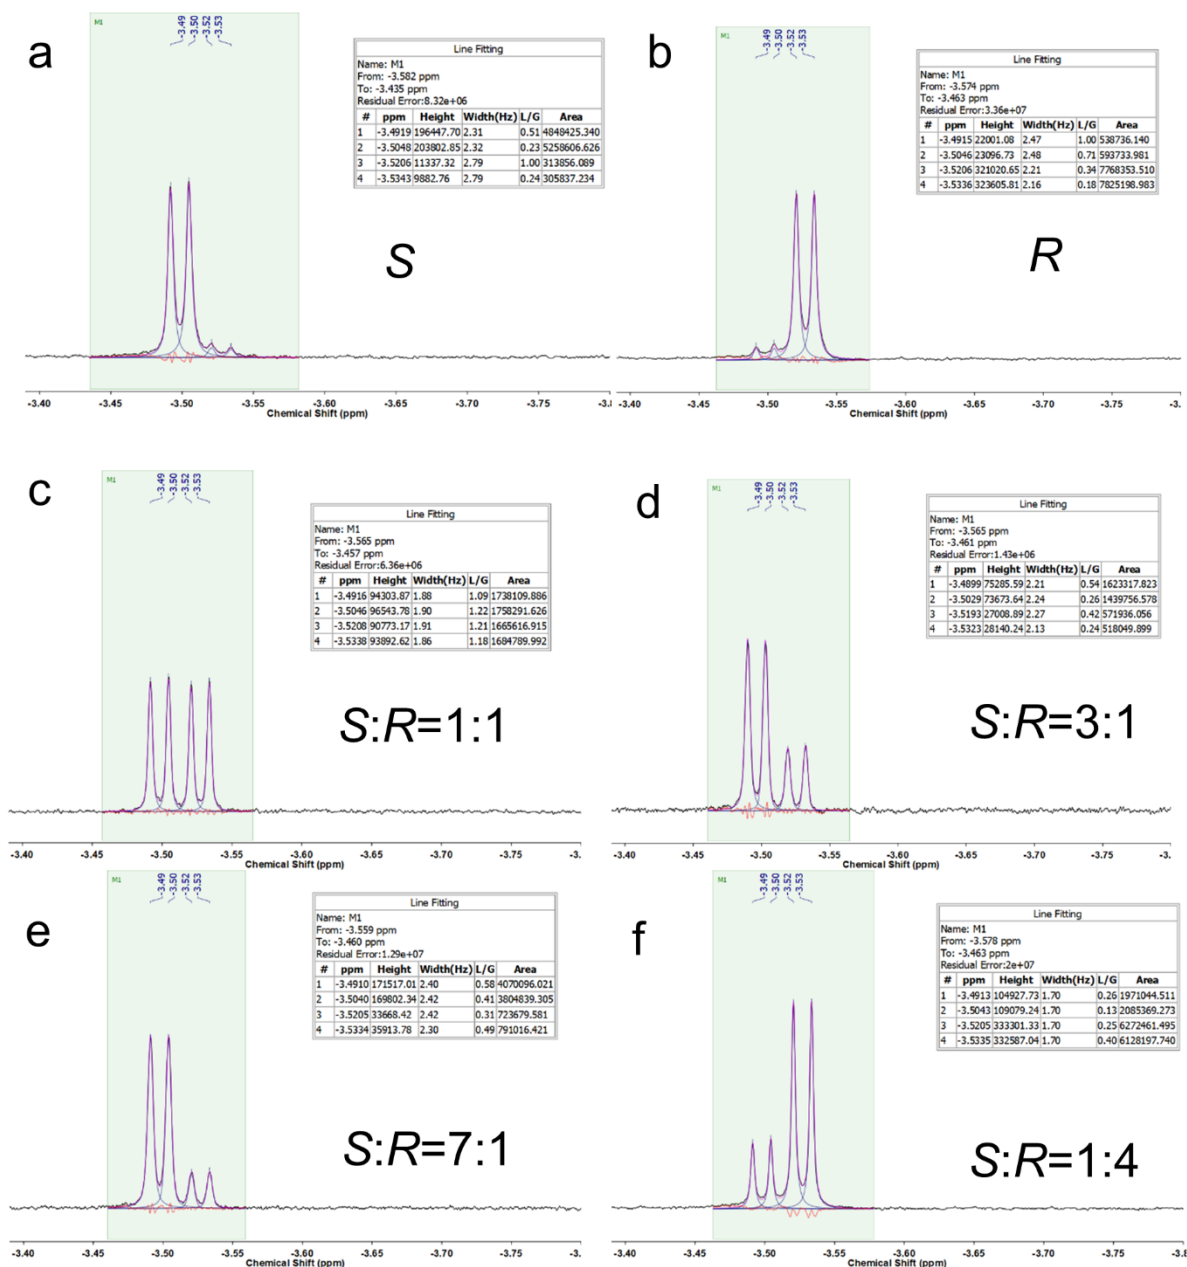 a
M1
-3.49
-3.50
-3.52
-3.53
Line Fitting
Name: M1
From: -3.582 ppm
To: -3.435 ppm
Residual Error:8.32e+06
# ppm Height Width(Hz) L/G Area
1 -3.4919 196447.70 2.31 0.51 4848425.340
2 -3.5048 203802.85 2.32 0.23 5258606.626
3 -3.5206 11337.32 2.79 1.00 313856.089
4 -3.5343 9882.76 2.79 0.24 305837.234
S
-3.40 -3.45 -3.50 -3.55 -3.60 -3.65 -3.70 -3.75 -3.8
Chemical Shift (ppm)
b
M1
-3.49
-3.50
-3.52
-3.53
Line Fitting
Name: M1
From: -3.574 ppm
To: -3.463 ppm
Residual Error:3.36e+07
# ppm Height Width(Hz) L/G Area
1 -3.4915 22001.08 2.47 1.00 538736.140
2 -3.5046 23096.73 2.48 0.71 593733.981
3 -3.5206 321020.65 2.21 0.34 7768353.510
4 -3.5336 323605.81 2.16 0.18 7825198.983
R
-3.40 -3.45 -3.50 -3.55 -3.60 -3.65 -3.70 -3.75 -3.
Chemical Shift (ppm)
c
M1
-3.49
-3.50
-3.52
-3.53
Line Fitting
Name: M1
From: -3.565 ppm
To: -3.457 ppm
Residual Error:6.36e+06
# ppm Height Width(Hz) L/G Area
1 -3.4916 94303.87 1.88 1.09 1738109.886
2 -3.5046 96543.78 1.90 1.22 1758291.626
3 -3.5208 90773.17 1.91 1.21 1665616.915
4 -3.5338 93892.62 1.86 1.18 1684789.992
S:R=1:1
-3.40 -3.45 -3.50 -3.55 -3.60 -3.65 -3.70 -3.75 -3.
Chemical Shift (ppm)
d
M1
-3.49
-3.50
-3.52
-3.53
Line Fitting
Name: M1
From: -3.565 ppm
To: -3.461 ppm
Residual Error:1.43e+06
# ppm Height Width(Hz) L/G Area
1 -3.4899 75285.59 2.21 0.54 1623317.823
2 -3.5029 73673.64 2.24 0.26 1439756.578
3 -3.5193 27008.89 2.27 0.42 571936.056
4 -3.5323 28140.24 2.13 0.24 518049.899
S:R=3:1
-3.40 -3.45 -3.50 -3.55 -3.60 -3.65 -3.70 -3.75 -3.
Chemical Shift (ppm)
e
M1
-3.49
-3.50
-3.52
-3.53
Line Fitting
Name: M1
From: -3.559 ppm
To: -3.460 ppm
Residual Error:1.29e+07
# ppm Height Width(Hz) L/G Area
1 -3.4910 171517.01 2.40 0.58 4070096.021
2 -3.5040 169802.34 2.42 0.41 3804839.305
3 -3.5205 33668.42 2.42 0.31 723679.581
4 -3.5334 35913.78 2.30 0.49 791016.421
S:R=7:1
-3.40 -3.45 -3.50 -3.55 -3.60 -3.65 -3.70 -3.75 -3.
Chemical Shift (ppm)
f
M1
-3.49
-3.50
-3.52
-3.53
Line Fitting
Name: M1
From: -3.578 ppm
To: -3.463 ppm
Residual Error:2e+07
# ppm Height Width(Hz) L/G Area
1 -3.4913 104927.73 1.70 0.26 1971044.511
2 -3.5043 109079.24 1.70 0.13 2085369.273
3 -3.5205 333301.33 1.70 0.25 6272461.495
4 -3.5335 332587.04 1.70 0.40 6128197.740
S:R=1:4
-3.40 -3.45 -3.50 -3.55 -3.60 -3.65 -3.70 -3.75 -3.8
Chemical Shift (ppm)